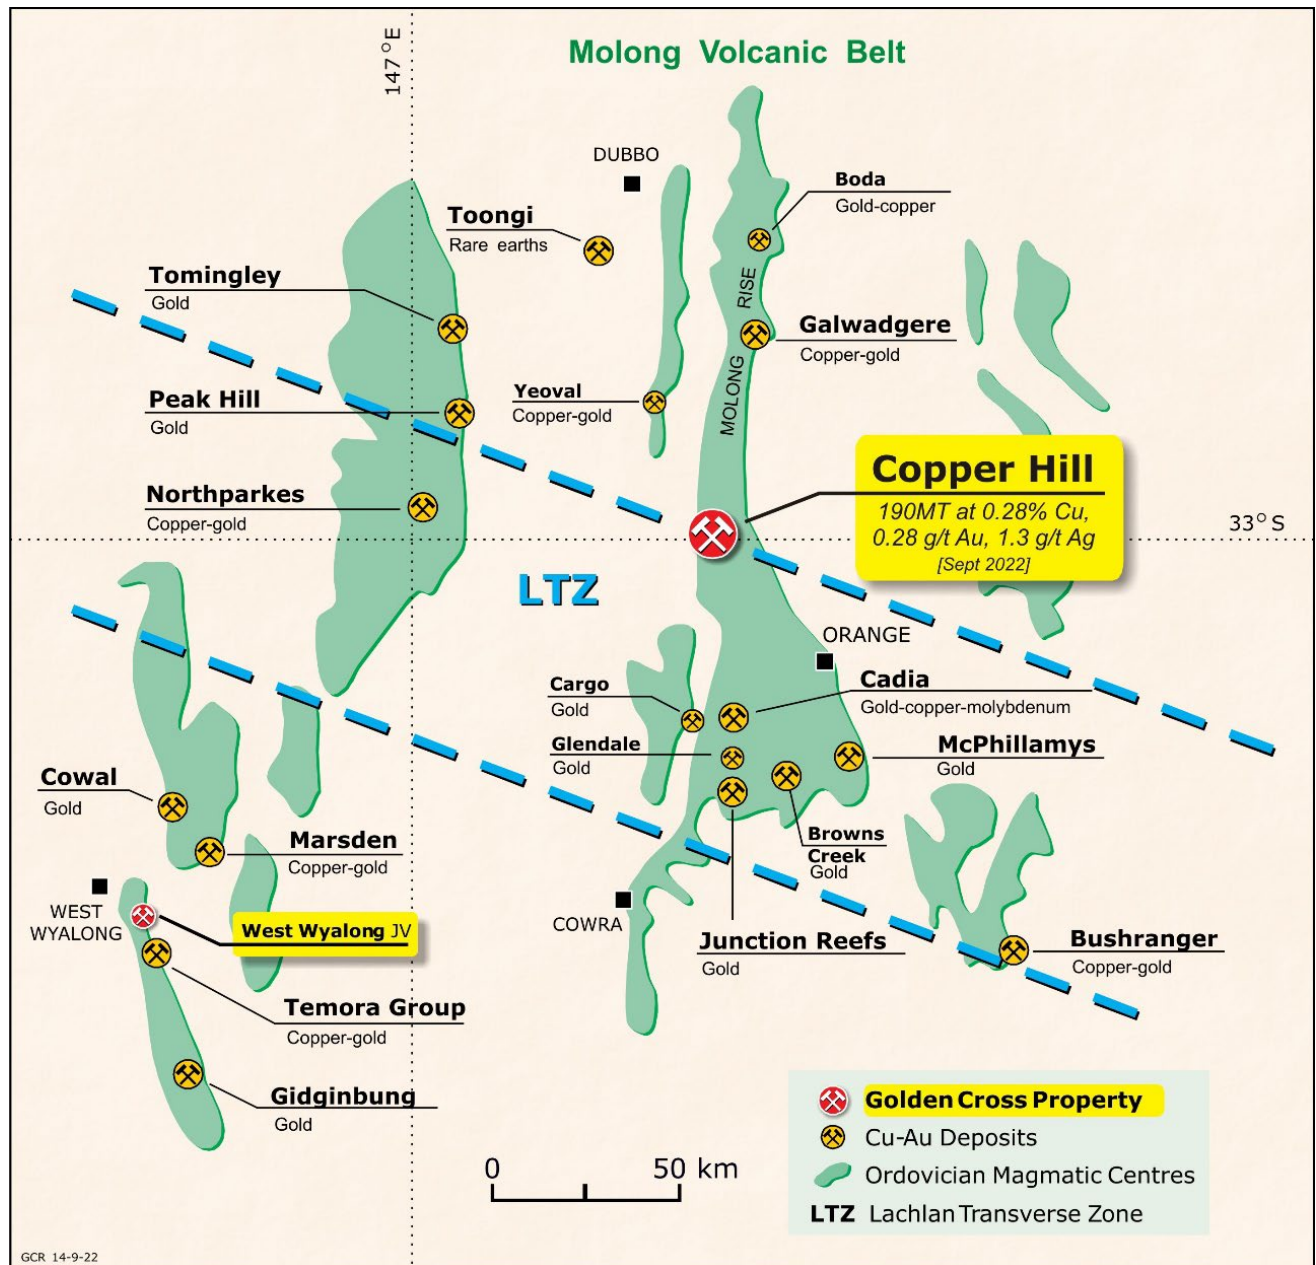 Molong Volcanic Belt
147°E
DUBBO
Boda
Gold-copper
Toongi
Rare earths
Tomingley
Gold
MOLONG RISE
Galwadgere
Copper-gold
Peak Hill
Gold
Yeoval
Copper-gold
Copper Hill
190MT at 0.28% Cu,
0.28 g/t Au, 1.3 g/t Ag
[Sept 2022]
Northparkes
Copper-gold
33°S
LTZ
ORANGE
Cargo
Gold
Cadia
Gold-copper-molybdenum
Glendale
Gold
McPhillamys
Gold
Cowal
Gold
Marsden
Copper-gold
Browns
Creek
Gold
WEST
WYALONG
West Wyalong JV
COWRA
Junction Reefs
Gold
Bushranger
Copper-gold
Temora Group
Copper-gold
Gidginbung
Gold
0 50 km
Golden Cross Property
Cu-Au Deposits
Ordovician Magmatic Centres
LTZ Lachlan Transverse Zone
GCR 14-9-22